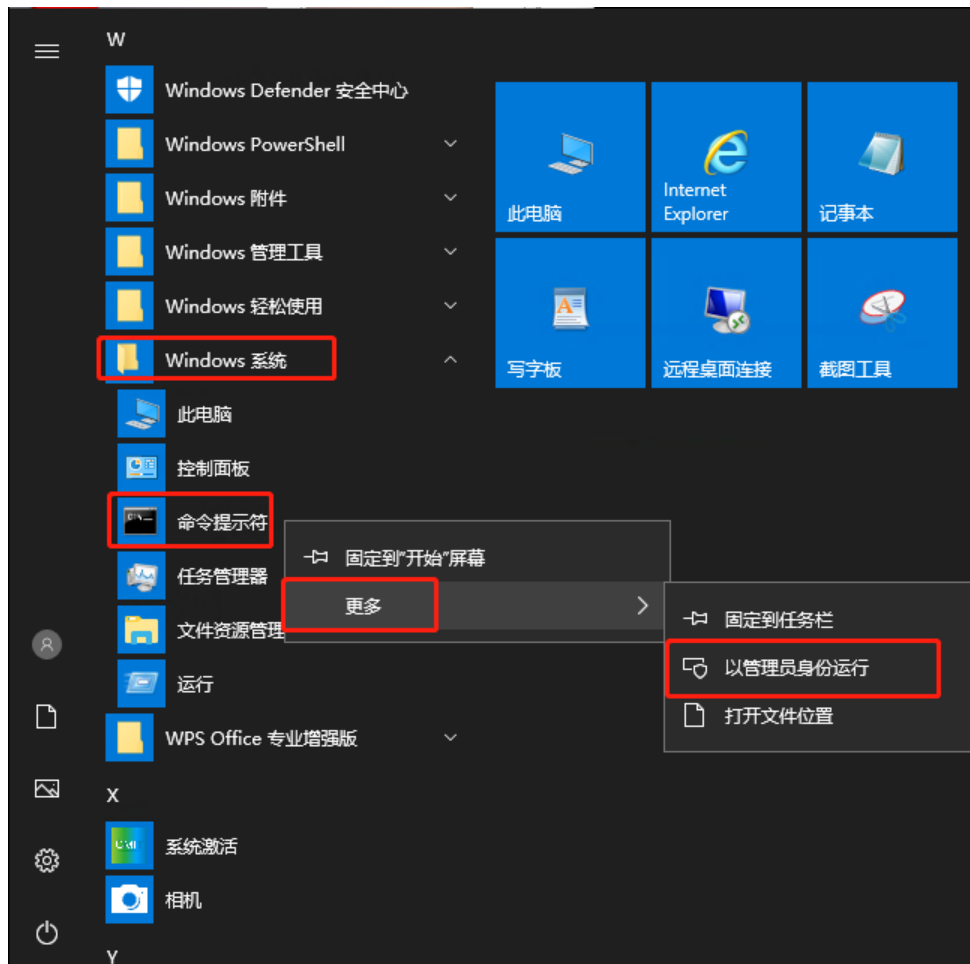 W
Windows Defender 安全中心
Windows PowerShell
Windows 附件
Windows 管理工具
Windows 轻松使用
Windows 系统
此电脑
控制面板
命令提示符
任务管理器
文件资源管理
运行
WPS Office 专业增强版
X
系统激活
相机
Y
此电脑
Internet
Explorer
记事本
写字板
远程桌面连接
截图工具
固定到"开始"屏幕
更多
固定到任务栏
以管理员身份运行
打开文件位置